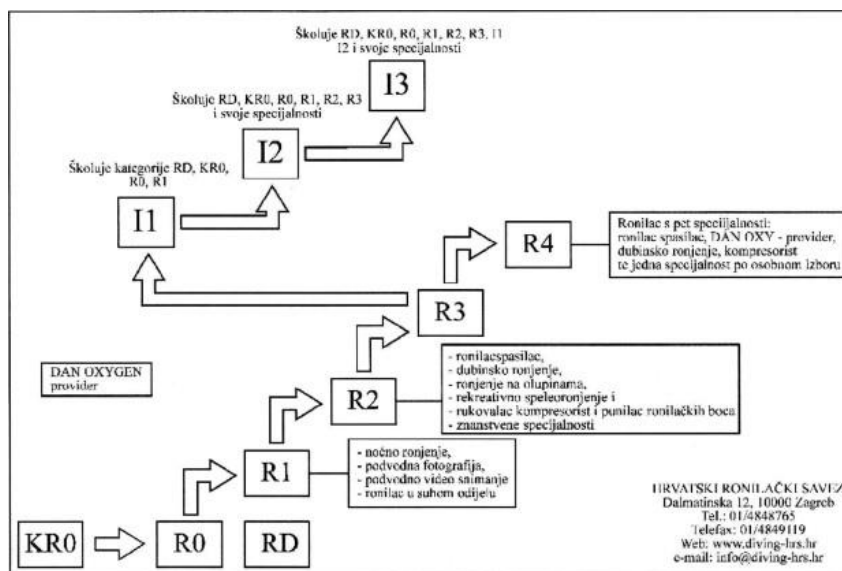 Školuje RD, KR0, R0, R1, R2, R3, I1
I2 i svoje specijalnosti
I3
Školuje RD, KR0, R0, R1, R2, R3
i svoje specijalnosti
I2
Školuje kategorije RD, KR0,
R0, R1
I1
R4
Ronilac s pet specijalnosti:
ronilac spasilac, DAN OXY - provider,
dubinsko ronjenje, kompresorist
te jedna specijalnost po osobnom izboru
R3
DAN OXYGEN
provider
R2
- ronilacspasilac,
- dubinsko ronjenje,
- ronjenje na olupinama,
- rekreativno speleoronjenje i
- rukovalac kompresorist i punilac ronilačkih boca
- znanstvene specijalnosti
R1
- noćno ronjenje,
- podvodna fotografija,
- podvodno video snimanje
- ronilac u suhom odijelu
KR0
R0
RD
HRVATSKI RONILAČKI SAVEZ
Dalmatinska 12, 10000 Zagreb
Tel.: 01/4848765
Telefax: 01/4849119
Web: www.diving-hrs.hr
e-mail: info@diving-hrs.hr